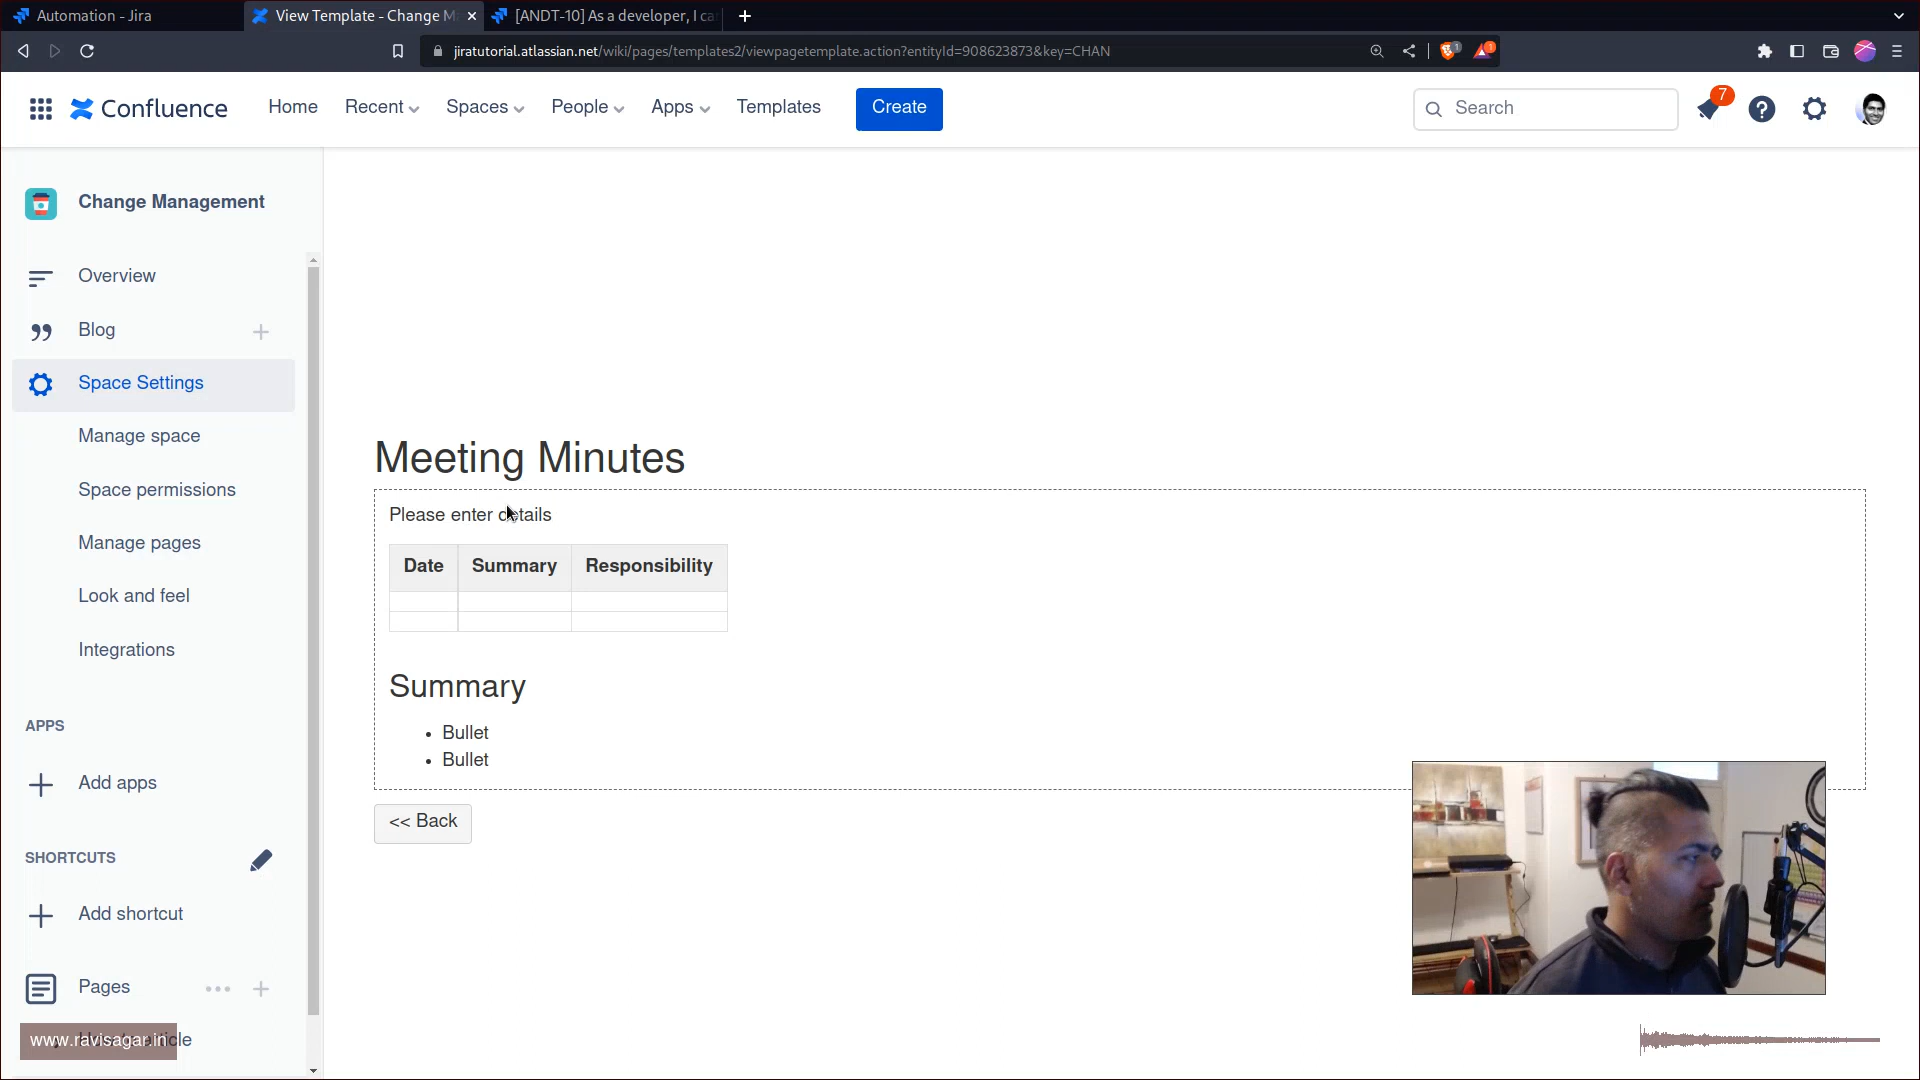 Automation - Jira
View Template - Change M
[ANDT-10] As a developer, I ca
jiratutorial.atlassian.net/wiki/pages/templates2/viewpagetemplate.action?entityId=908623873&key=CHAN
1
1
Confluence
Home
Recent
Spaces
People
Apps
Templates
Create
Search
7
Change Management
Overview
Blog
Space Settings
Manage space
Space permissions
Manage pages
Look and feel
Integrations
APPS
Add apps
SHORTCUTS
Add shortcut
Pages
www.ravisagar.in
Meeting Minutes
Please enter details
Date Summary Responsibility
Summary
• Bullet
• Bullet
<< Back